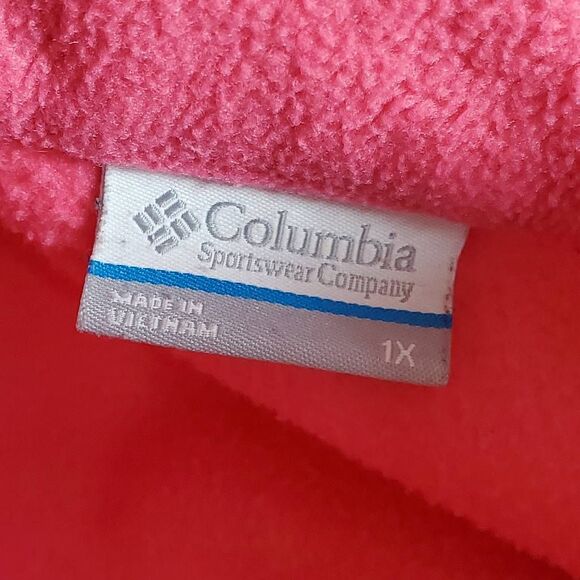 Columbia
Sportswear Company
MADE IN
VIETNAM
1X